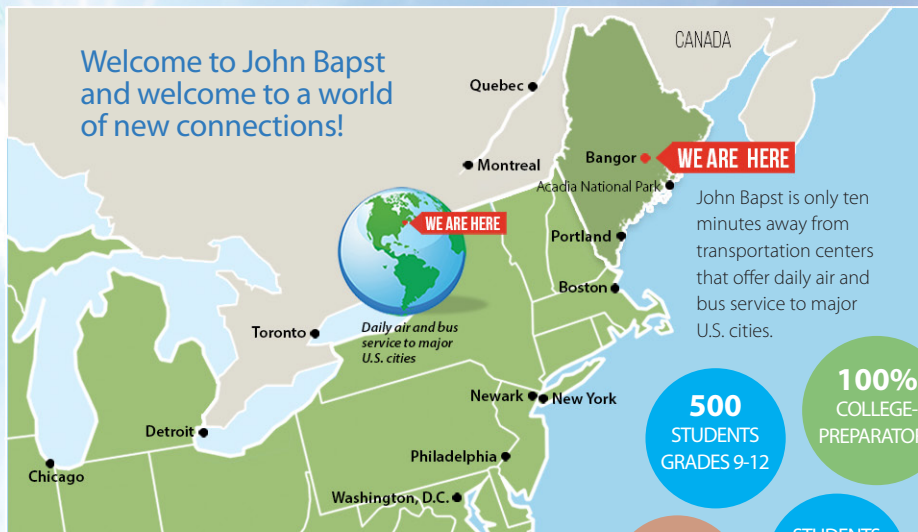 Welcome to John Bapst
and welcome to a world
of new connections!
CANADA
Quebec
Montreal
Bangor
WE ARE HERE
Acadia National Park
John Bapst is only ten
minutes away from
transportation centers
that offer daily air and
bus service to major
U.S. cities.
WE ARE HERE
Portland
Boston
Toronto
Daily air and bus
service to major
U.S. cities
Newark
New York
Detroit
Philadelphia
Chicago
Washington, D.C.
500
STUDENTS
GRADES 9-12
100%
COLLEGE-
STUDENTS